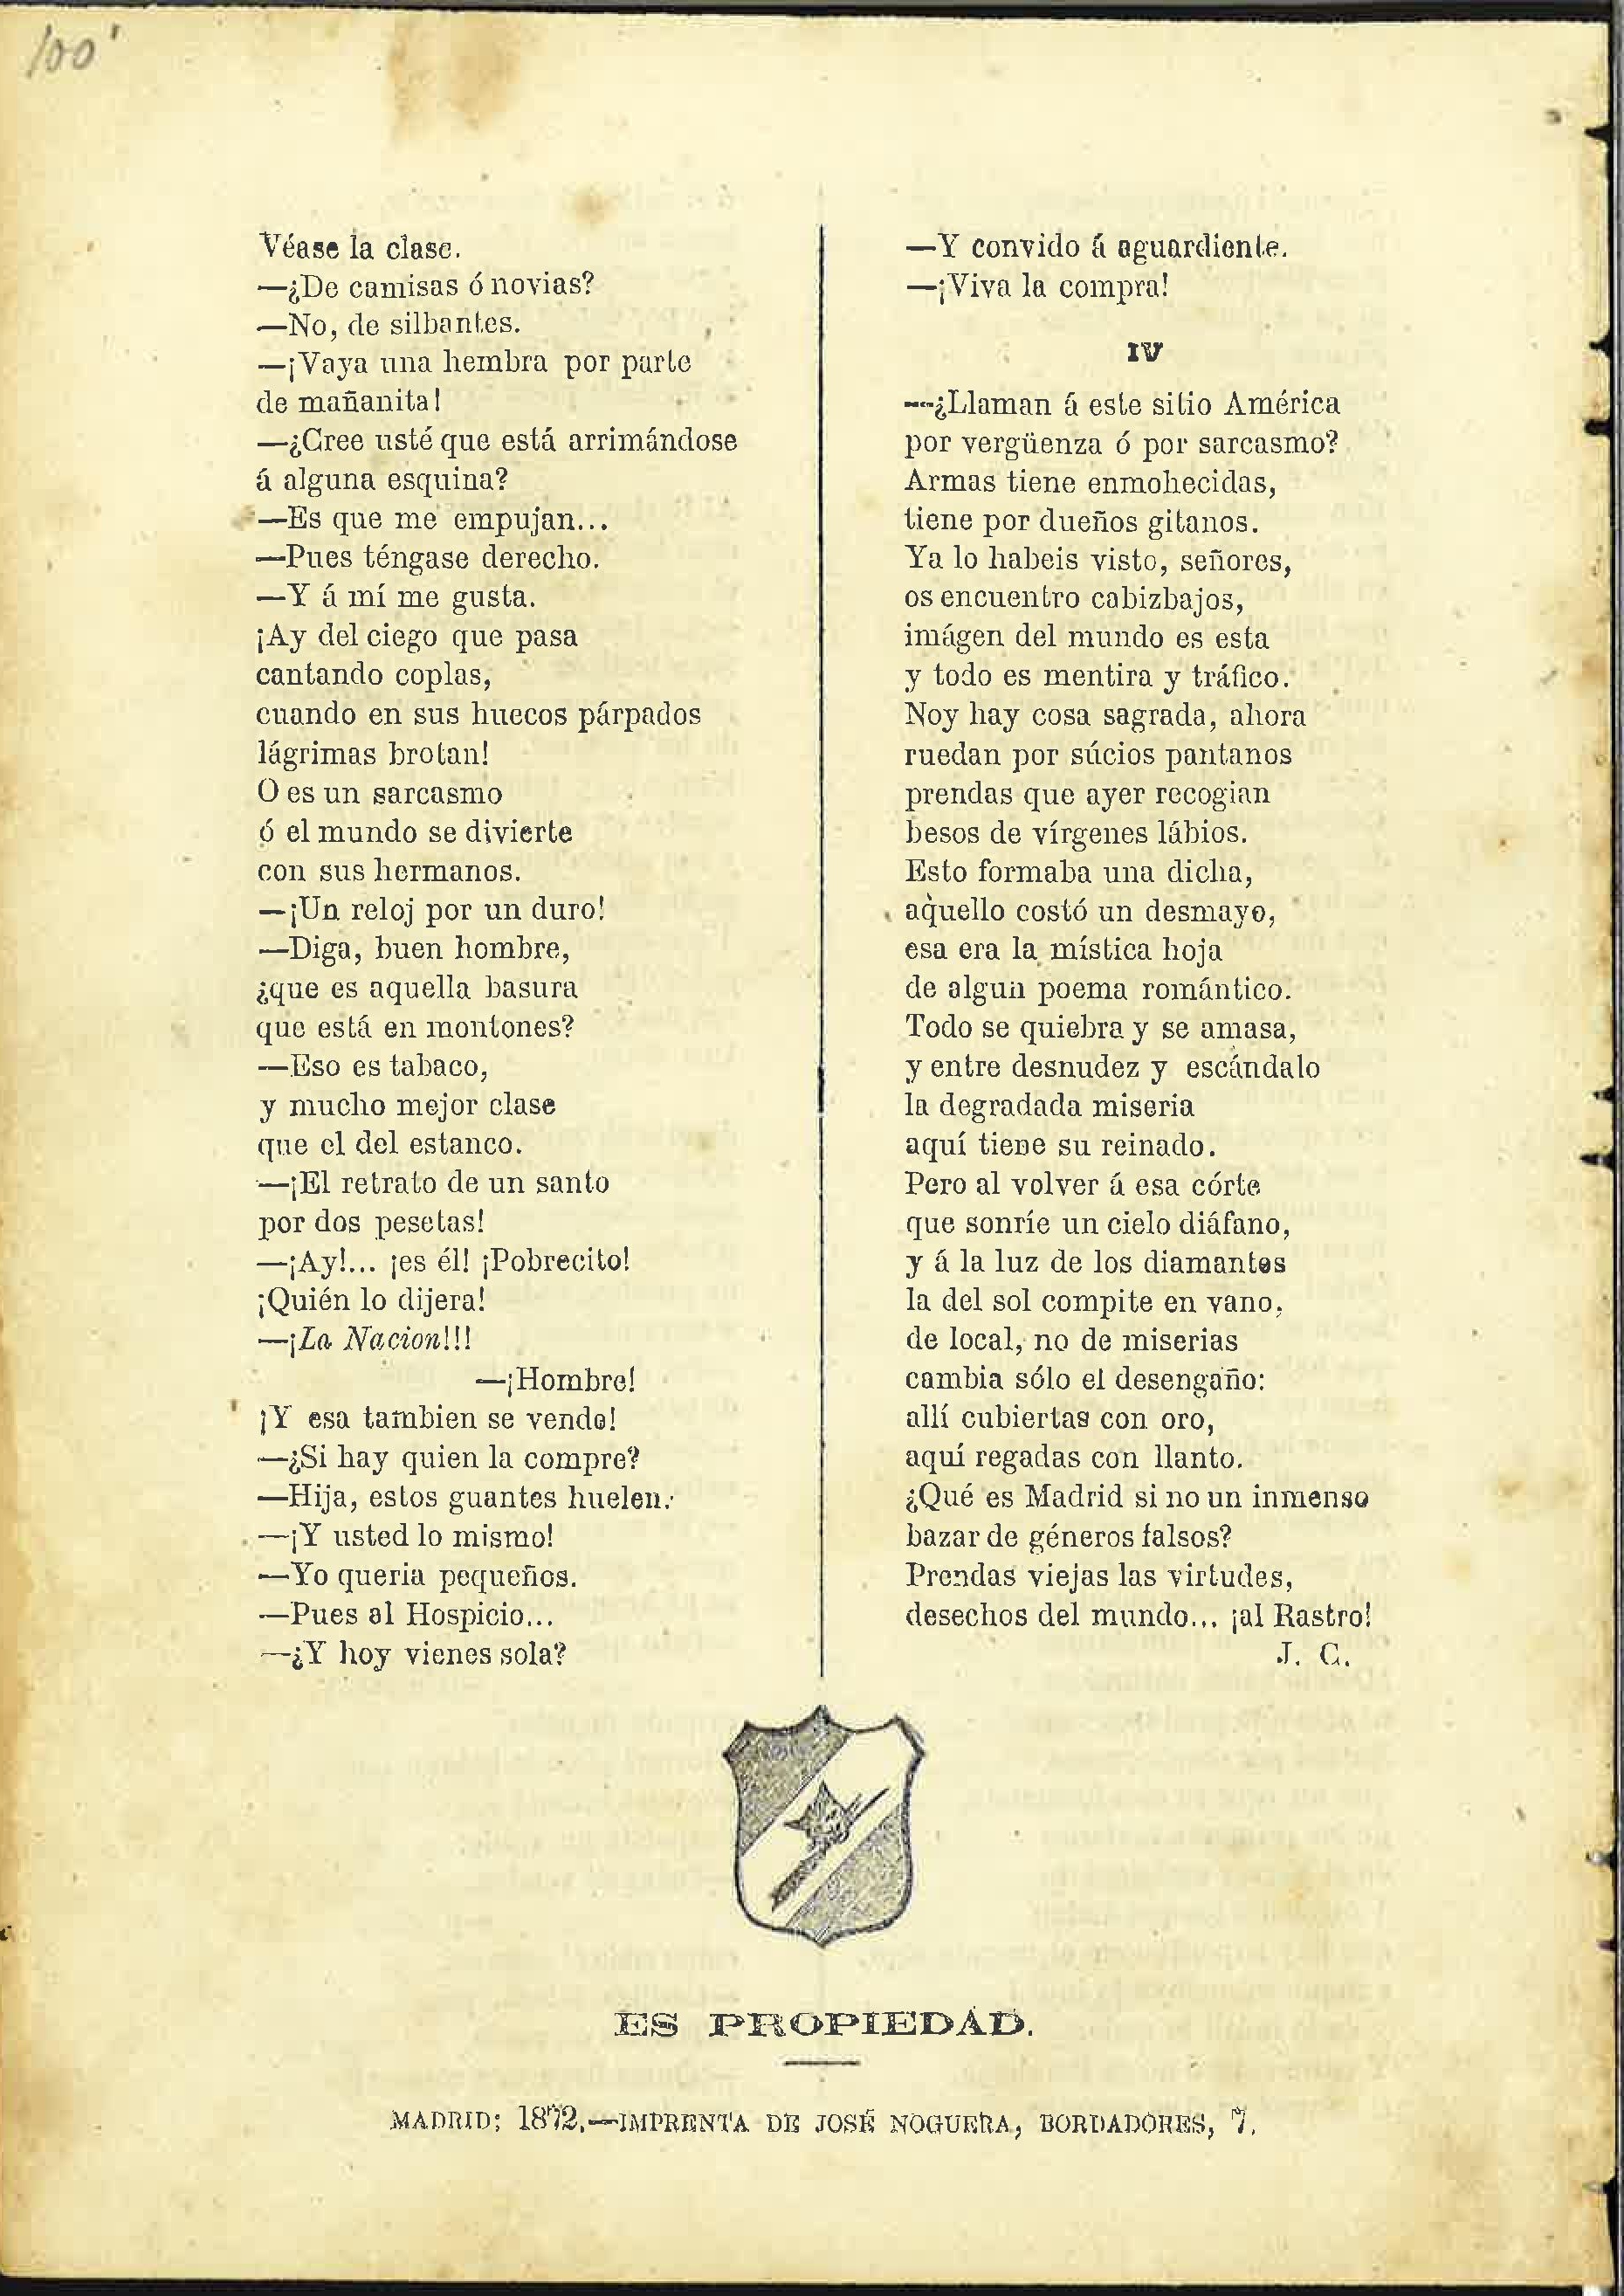 100'
Véase la clase.
—¿De camisas ó novias?
—No, de silbantes.
—¡Vaya una hembra por parte
de mañanita!
—¿Cree usté que está arrimándose
á alguna esquina?
—Es que me empujan...
—Pues téngase derecho.
—Y á mí me gusta.
¡Ay del ciego que pasa
cantando coplas,
cuando en sus huecos párpados
lágrimas brotan!
O es un sarcasmo
ó el mundo se divierte
con sus hermanos.
—¡Un reloj por un duro!
—Diga, buen hombre,
¿que es aquella basura
que está en montones?
—Eso es tabaco,
y mucho mejor clase
que el del estanco.
—¡El retrato de un santo
por dos pesetas!
—¡Ay!... ¡es él! ¡Pobrecito!
¡Quién lo dijera!
—¡La Nacion!!!
—¡Hombre!
¡Y esa tambien se vende!
—¿Si hay quien la compre?
—Hija, estos guantes huelen.
—¡Y usted lo mismo!
—Yo queria pequeños.
—Pues al Hospicio...
—¿Y hoy vienes sola?
—Y convido á aguardiente.
—¡Viva la compra!
IV
—¿Llaman á este sitio América
por vergüenza ó por sarcasmo?
Armas tiene enmohecidas,
tiene por dueños gitanos.
Ya lo habeis visto, señores,
os encuentro cabizbajos,
imágen del mundo es esta
y todo es mentira y tráfico.
Noy hay cosa sagrada, ahora
ruedan por súcios pantanos
prendas que ayer recogian
besos de vírgenes lábios.
Esto formaba una dicha,
aquello costó un desmayo,
esa era la mística hoja
de algun poema romántico.
Todo se quiebra y se amasa,
y entre desnudez y escándalo
la degradada miseria
aquí tiene su reinado.
Pero al volver á esa córte
que sonríe un cielo diáfano,
y á la luz de los diamantes
la del sol compite en vano,
de local, no de miserias
cambia sólo el desengaño:
allí cubiertas con oro,
aquí regadas con llanto.
¿Qué es Madrid si no un inmenso
bazar de géneros falsos?
Prendas viejas las virtudes,
desechos del mundo... ¡al Rastro!
J. C.
ES PROPIEDAD.
MADRID: 1872.—IMPRENTA DE JOSÉ NOGUERA, BORDADORES, 7.